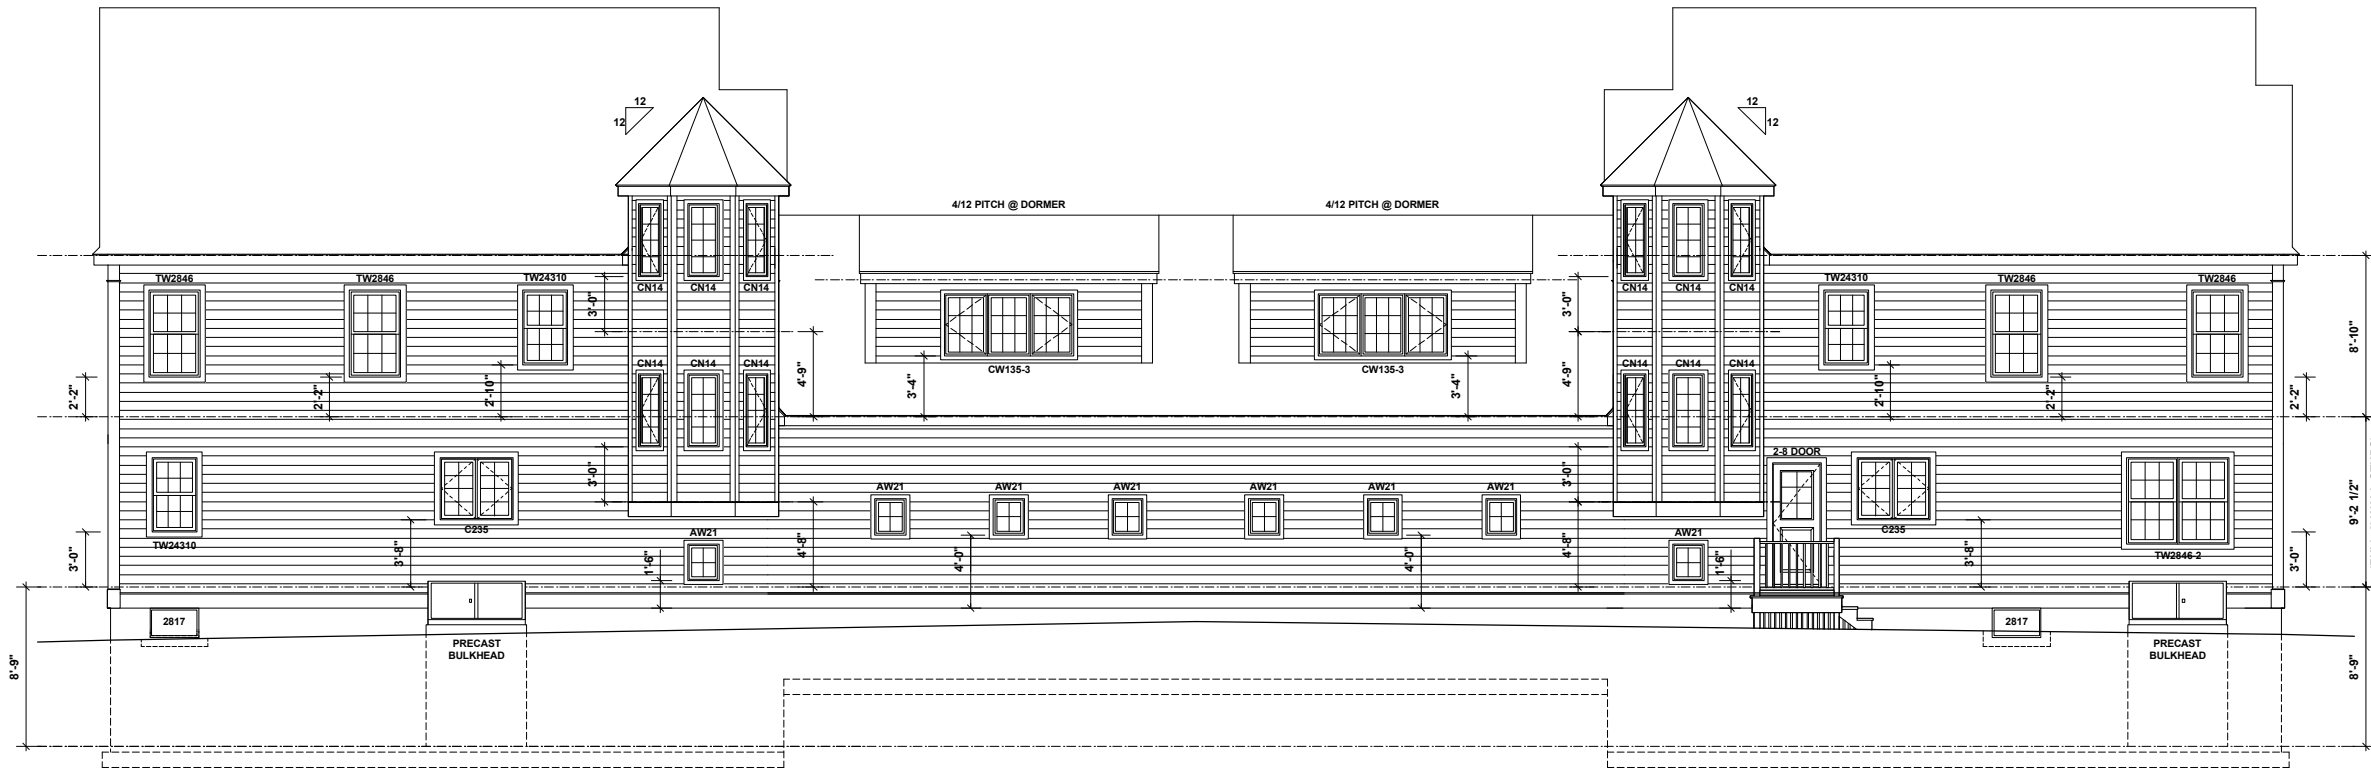 12
12
12
12
4/12 PITCH @ DORMER
4/12 PITCH @ DORMER
TW2846
TW2846
TW24310
CN14
CN14
CN14
CN14
CN14
CN14
TW24310
TW2846
TW2846
3'-0"
3'-0"
8'-10"
CW135-3
CW135-3
CN14
CN14
CN14
CN14
CN14
CN14
2'-2"
2'-2"
2'-10"
4'-9"
3'-4"
3'-4"
4'-9"
2'-10"
2'-2"
2'-2"
2-8 DOOR
3'-0"
3'-0"
AW21
AW21
AW21
AW21
AW21
AW21
9'-2 1/2"
TW24310
C235
AW21
AW21
C235
TW2846-2
3'-0"
3'-8"
1'-6"
4'-8"
4'-0"
4'-0"
4'-8"
1'-6"
3'-8"
3'-0"
2817
2817
PRECAST
BULKHEAD
PRECAST
BULKHEAD
8'-9"
8'-9"